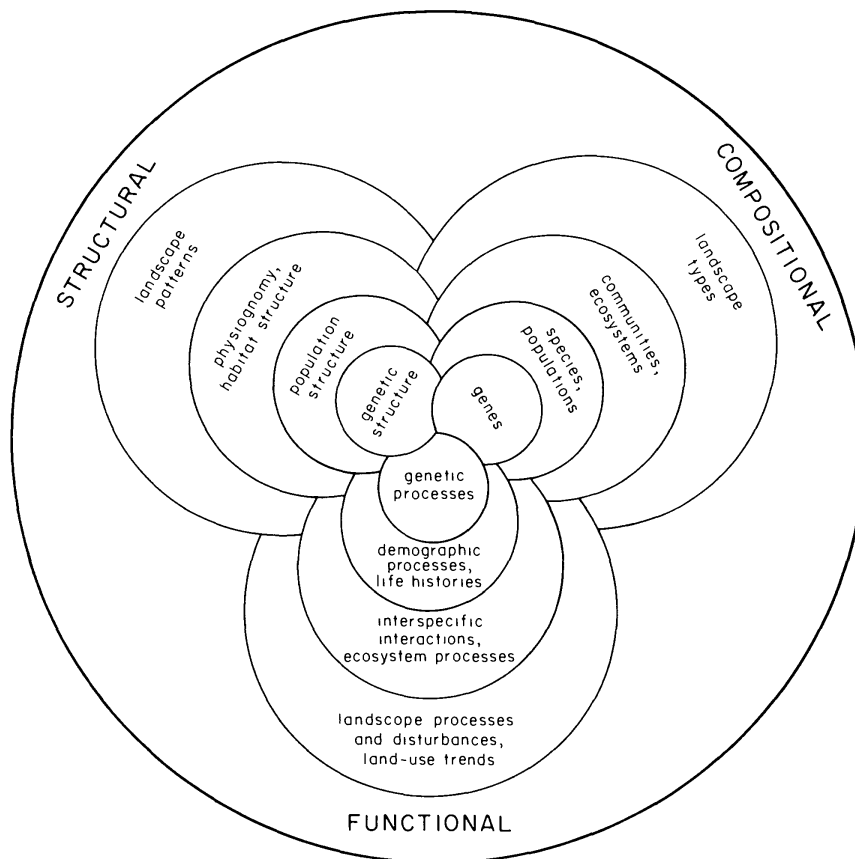 STRUCTURAL
COMPOSITIONAL
landscape
patterns
physiognomy,
habitat structure
population
structure
genetic
structure
landscape
types
communities,
ecosystems
species,
populations
genes
genetic
processes
demographic
processes,
life histories
interspecific
interactions,
ecosystem processes
landscope processes
and disturbances,
land-use trends
FUNCTIONAL